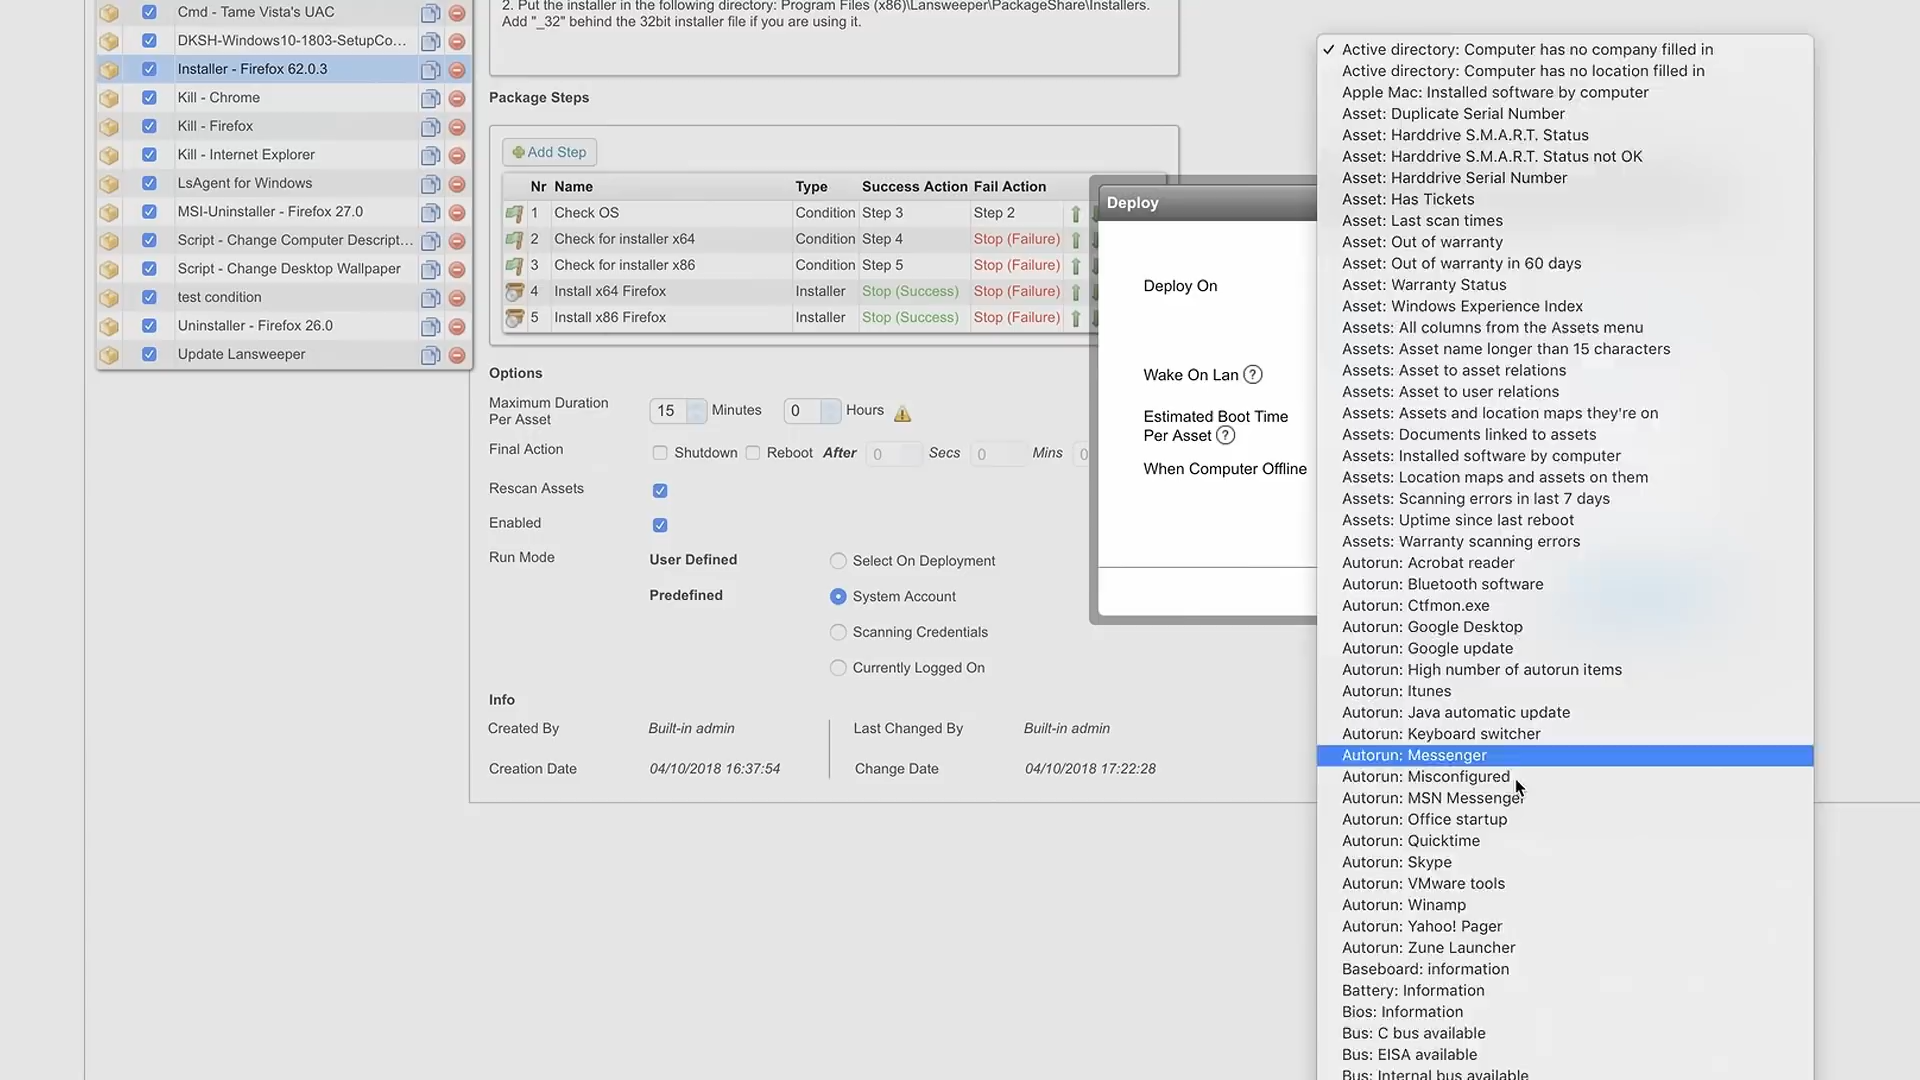 Cmd - Tame Vista's UAC
DKSH-Windows10-1803-SetupCo...
Installer - Firefox 62.0.3
Kill - Chrome
Kill - Firefox
Kill - Internet Explorer
LsAgent for Windows
MSI-Uninstaller - Firefox 27.0
Script - Change Computer Descript...
Script - Change Desktop Wallpaper
test condition
Uninstaller - Firefox 26.0
Update Lansweeper
2. Put the installer in the following directory: Program Files (x86)\Lansweeper\PackageShare\Installers.
Add "_32" behind the 32bit installer file if you are using it.
Package Steps
Add Step
Nr Name Type Success Action Fail Action
1 Check OS Condition Step 3 Step 2
2 Check for installer x64 Condition Step 4 Stop (Failure)
3 Check for installer x86 Condition Step 5 Stop (Failure)
4 Install x64 Firefox Installer Stop (Success) Stop (Failure)
5 Install x86 Firefox Installer Stop (Success) Stop (Failure)
Options
Maximum Duration
Per Asset
15 Minutes 0 Hours
Final Action Shutdown Reboot After 0 Secs 0 Mins 0
Rescan Assets
Enabled
Run Mode User Defined Select On Deployment
Predefined System Account
Scanning Credentials
Currently Logged On
Info
Created By Built-in admin Last Changed By Built-in admin
Creation Date 04/10/2018 16:37:54 Change Date 04/10/2018 17:22:28
Deploy
Deploy On
Wake On Lan ?
Estimated Boot Time
Per Asset ?
When Computer Offline
✓ Active directory: Computer has no company filled in
Active directory: Computer has no location filled in
Apple Mac: Installed software by computer
Asset: Duplicate Serial Number
Asset: Harddrive S.M.A.R.T. Status
Asset: Harddrive S.M.A.R.T. Status not OK
Asset: Harddrive Serial Number
Asset: Has Tickets
Asset: Last scan times
Asset: Out of warranty
Asset: Out of warranty in 60 days
Asset: Warranty Status
Asset: Windows Experience Index
Assets: All columns from the Assets menu
Assets: Asset name longer than 15 characters
Assets: Asset to asset relations
Assets: Asset to user relations
Assets: Assets and location maps they're on
Assets: Documents linked to assets
Assets: Installed software by computer
Assets: Location maps and assets on them
Assets: Scanning errors in last 7 days
Assets: Uptime since last reboot
Assets: Warranty scanning errors
Autorun: Acrobat reader
Autorun: Bluetooth software
Autorun: Ctfmon.exe
Autorun: Google Desktop
Autorun: Google update
Autorun: High number of autorun items
Autorun: Itunes
Autorun: Java automatic update
Autorun: Keyboard switcher
Autorun: Messenger
Autorun: Misconfigured
Autorun: MSN Messenger
Autorun: Office startup
Autorun: Quicktime
Autorun: Skype
Autorun: VMware tools
Autorun: Winamp
Autorun: Yahoo! Pager
Autorun: Zune Launcher
Baseboard: information
Battery: Information
Bios: Information
Bus: C bus available
Bus: EISA available
Bus: Internal bus available